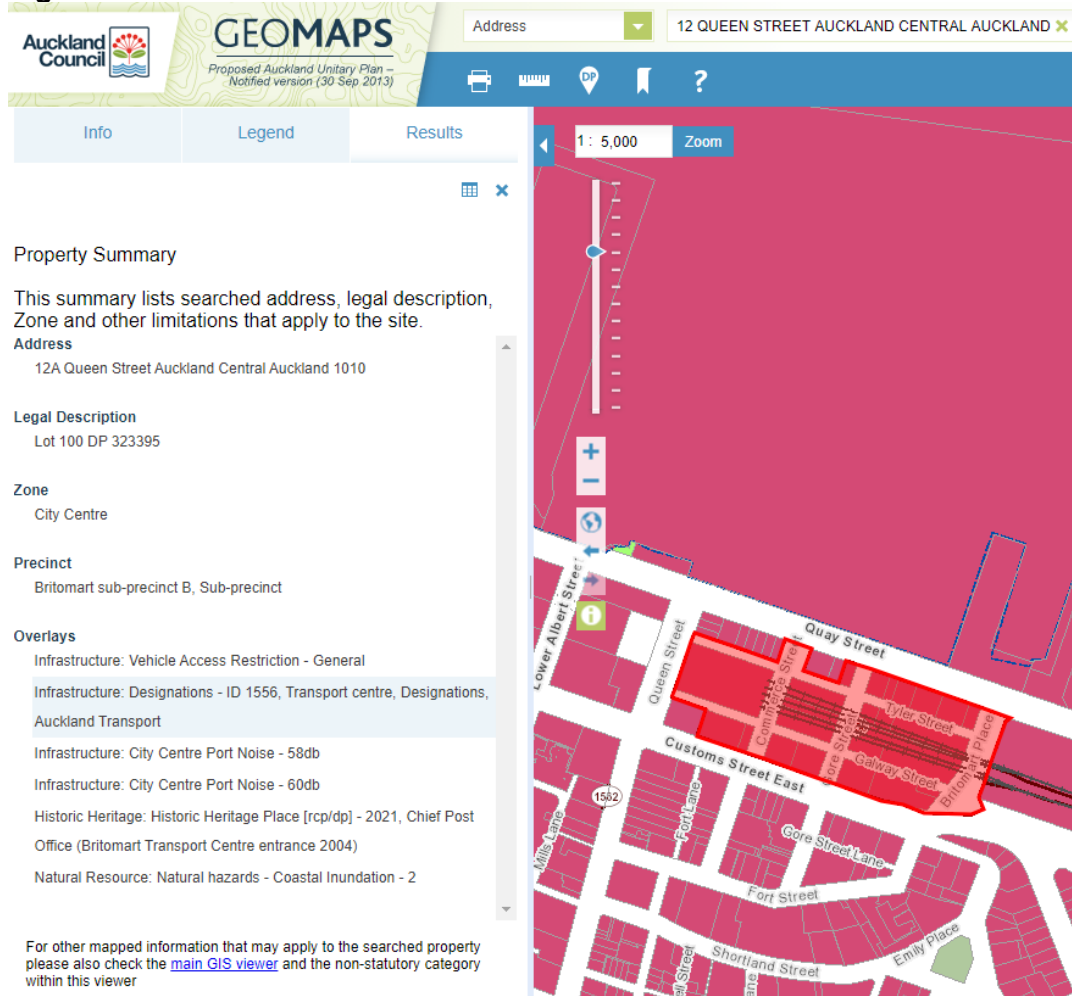 Auckland Council
GEOMAPS
Proposed Auckland Unitary Plan –
Notified version (30 Sep 2013)
Address
12 QUEEN STREET AUCKLAND CENTRAL AUCKLAND
DP
?
Info
Legend
Results
1 : 5,000
Zoom
Property Summary
This summary lists searched address, legal description,
Zone and other limitations that apply to the site.
Address
12A Queen Street Auckland Central Auckland 1010
Legal Description
Lot 100 DP 323395
Zone
City Centre
Precinct
Britomart sub-precinct B, Sub-precinct
Overlays
Infrastructure: Vehicle Access Restriction - General
Infrastructure: Designations - ID 1556, Transport centre, Designations,
Auckland Transport
Infrastructure: City Centre Port Noise - 58db
Infrastructure: City Centre Port Noise - 60db
Historic Heritage: Historic Heritage Place [rcp/dp] - 2021, Chief Post
Office (Britomart Transport Centre entrance 2004)
Natural Resource: Natural hazards - Coastal Inundation - 2
For other mapped information that may apply to the searched property
please also check the main GIS viewer and the non-statutory category
within this viewer
Lower Albert Street
Queen Street
Quay Street
Commerce Street
Gore Street
Tyler Street
Galway Street
Britomart Place
Customs Street East
Mills Lane
Fort Lane
Gore Street Lane
Fort Street
Shortland Street
Emily Place